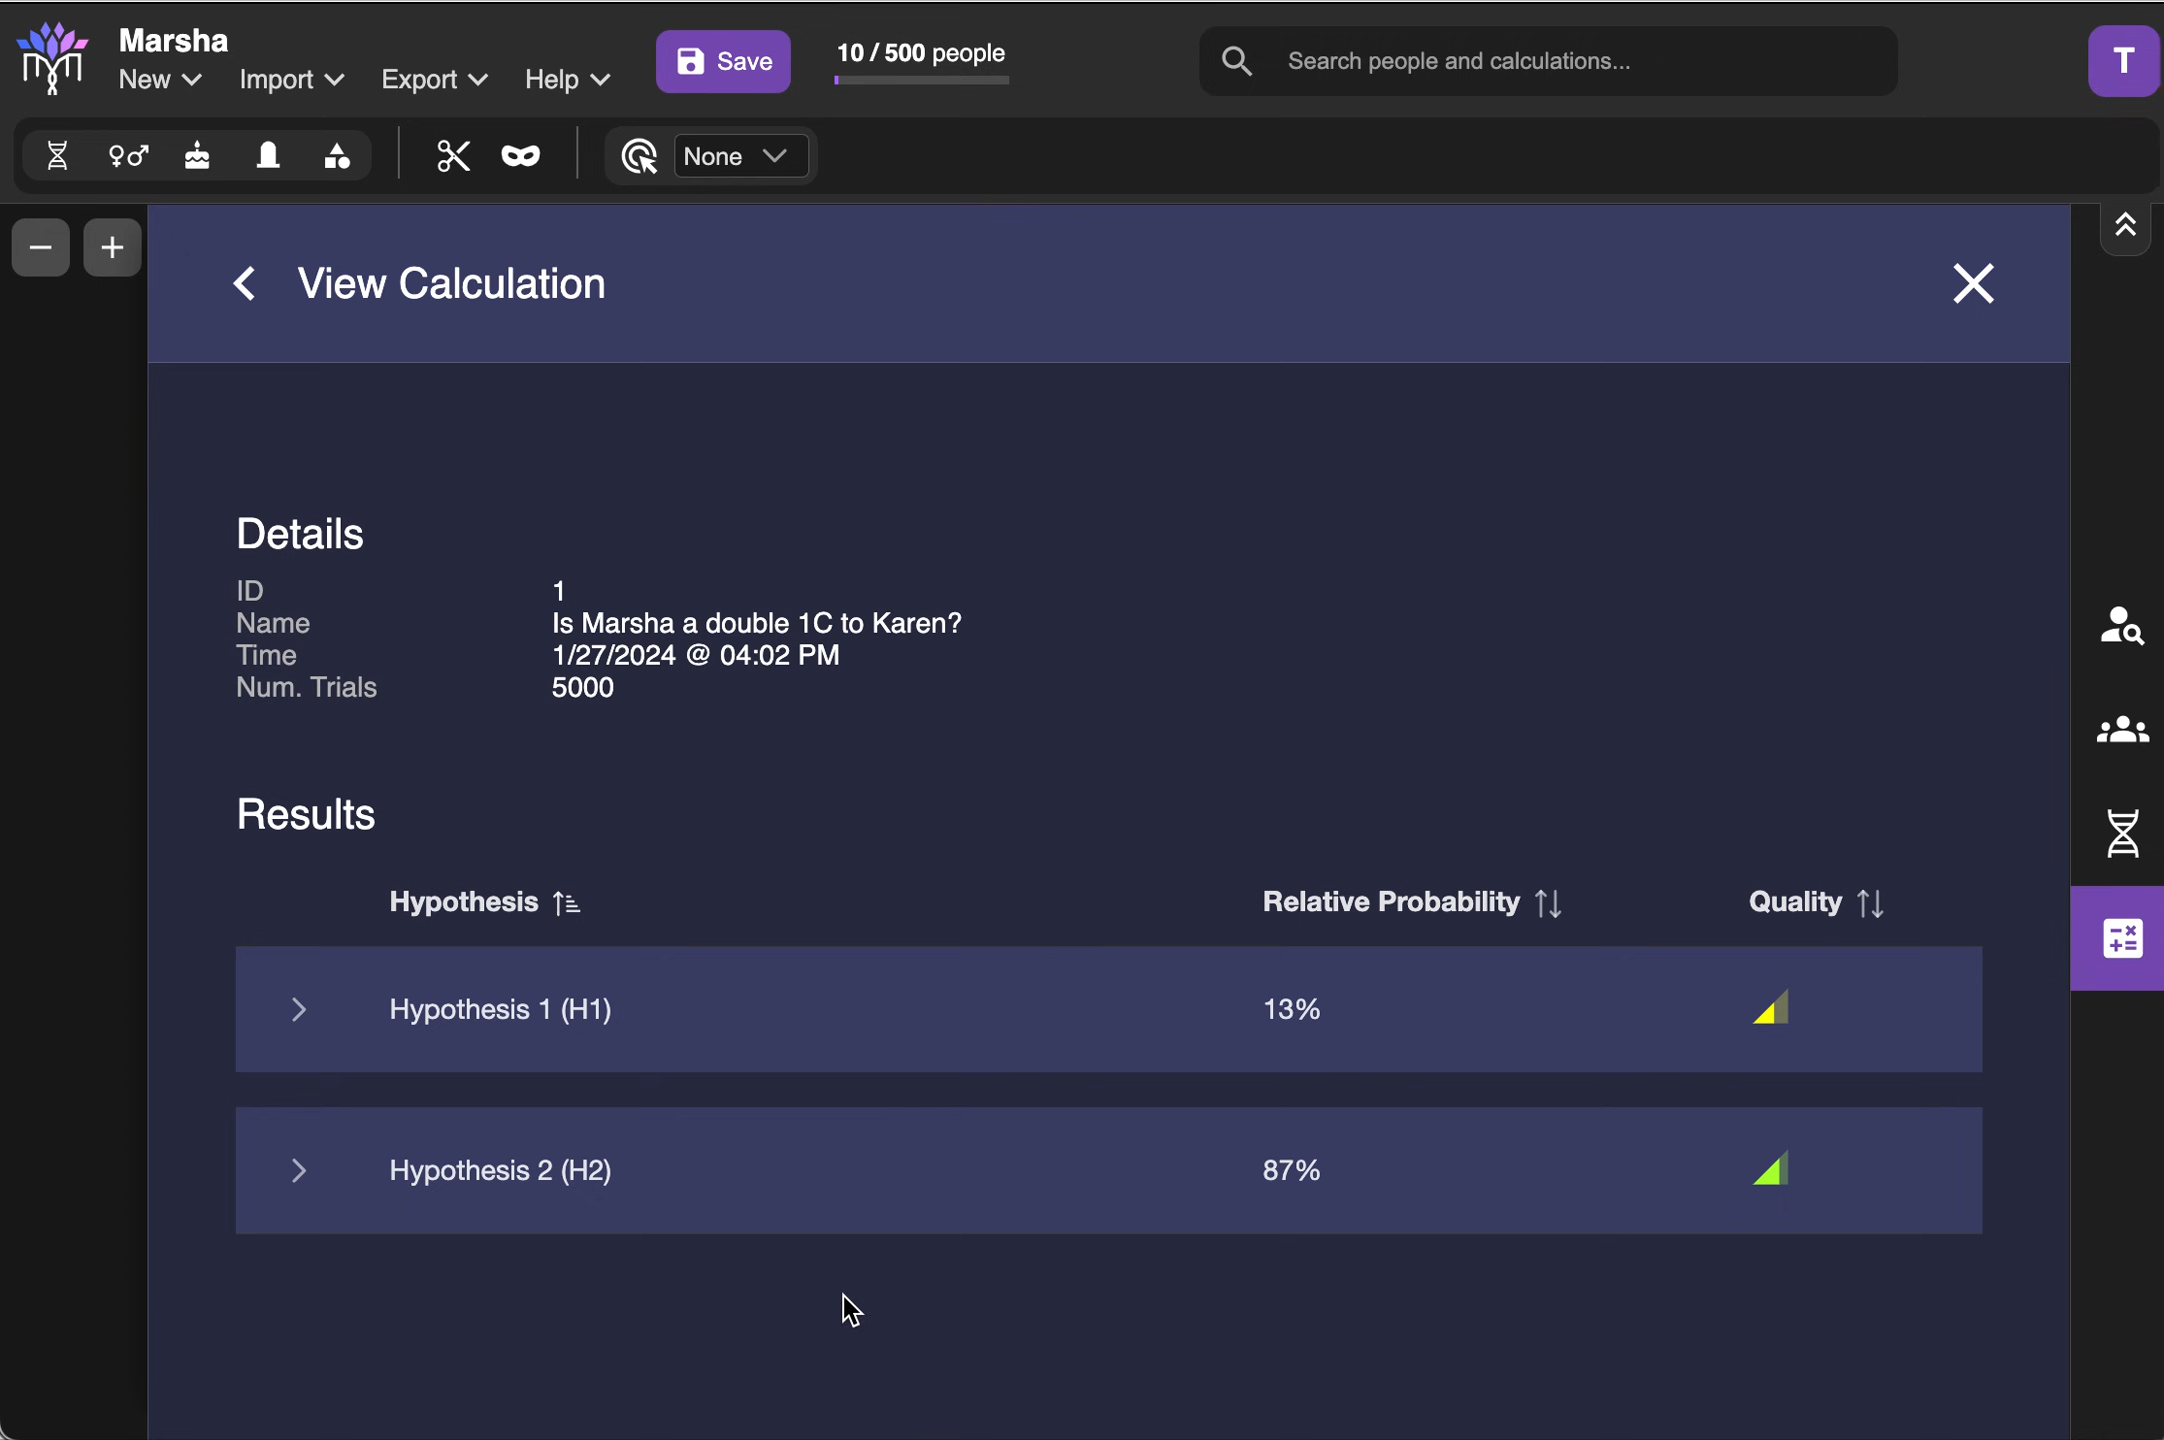 Marsha
New Import Export Help
Save
10 / 500 people
Search people and calculations...
T
None
View Calculation
Details
ID 1
Name Is Marsha a double 1C to Karen?
Time 1/27/2024 @ 04:02 PM
Num. Trials 5000
Results
Hypothesis Relative Probability Quality
Hypothesis 1 (H1) 13%
Hypothesis 2 (H2) 87%